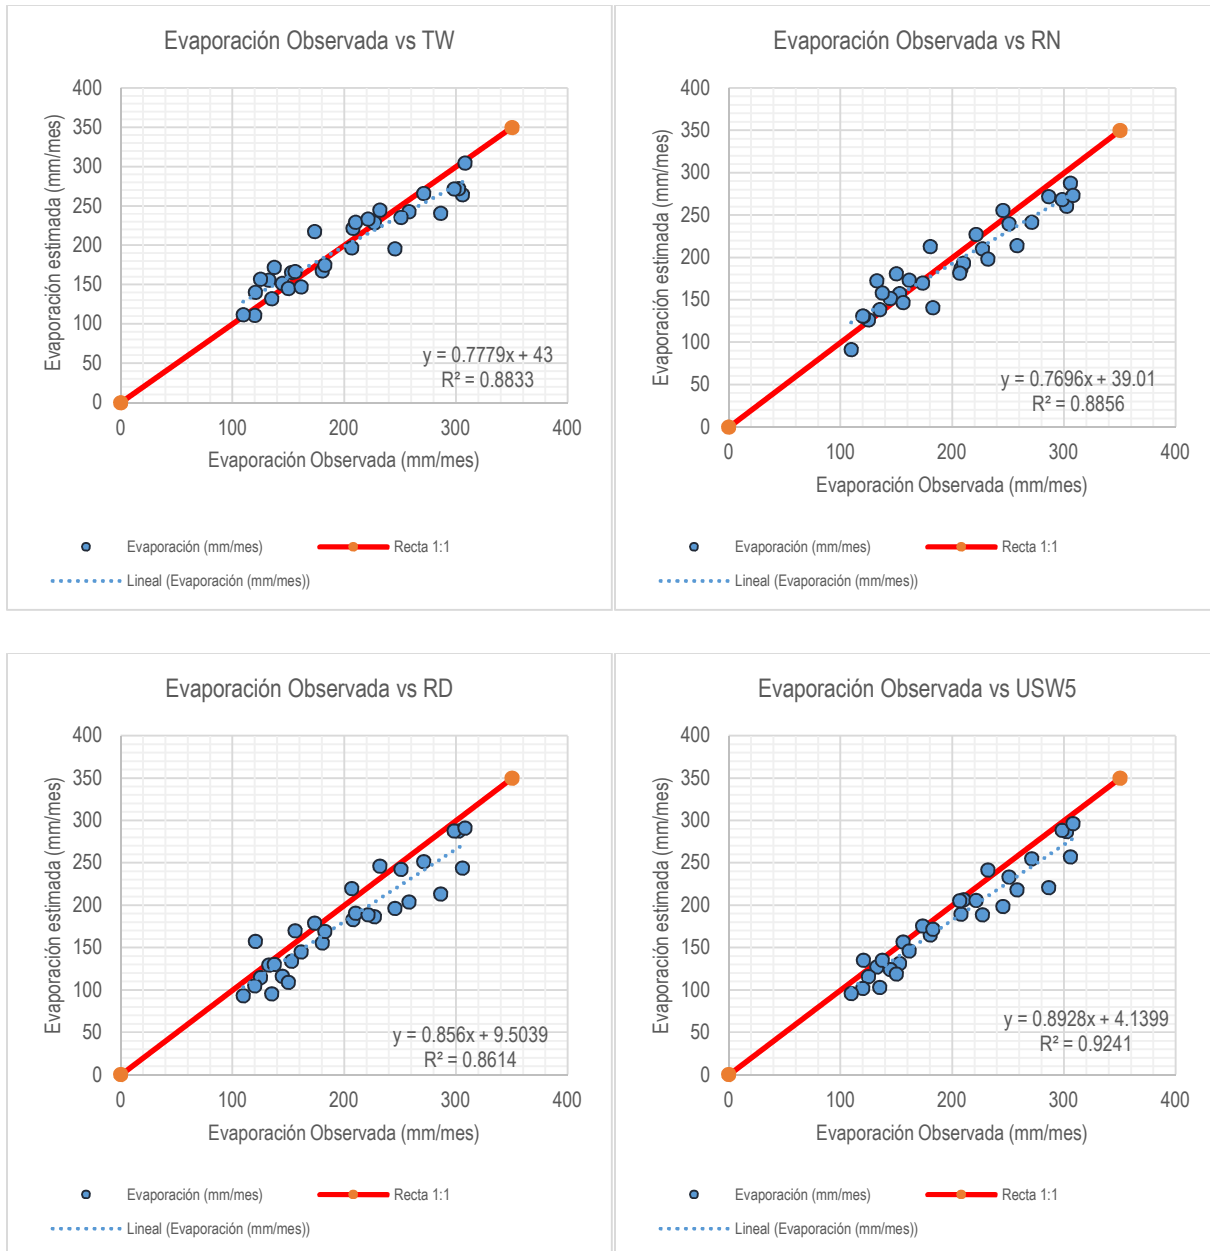 Evaporación Observada vs TW
400
350
300
250
200
150
100
50
0
0 100 200 300 400
Evaporación estimada (mm/mes)
y = 0.7779x + 43
R² = 0.8833
Evaporación Observada (mm/mes)
Evaporación (mm/mes) Recta 1:1
Lineal (Evaporación (mm/mes))
Evaporación Observada vs RN
400
350
300
250
200
150
100
50
0
0 100 200 300 400
Evaporación estimada (mm/mes)
y = 0.7696x + 39.01
R² = 0.8856
Evaporación Observada (mm/mes)
Evaporación (mm/mes) Recta 1:1
Lineal (Evaporación (mm/mes))
Evaporación Observada vs RD
400
350
300
250
200
150
100
50
0
0 100 200 300 400
Evaporación estimada (mm/mes)
y = 0.856x + 9.5039
R² = 0.8614
Evaporación Observada (mm/mes)
Evaporación (mm/mes) Recta 1:1
Lineal (Evaporación (mm/mes))
Evaporación Observada vs USW5
400
350
300
250
200
150
100
50
0
0 100 200 300 400
Evaporación estimada (mm/mes)
y = 0.8928x + 4.1399
R² = 0.9241
Evaporación Observada (mm/mes)
Evaporación (mm/mes) Recta 1:1
Lineal (Evaporación (mm/mes))